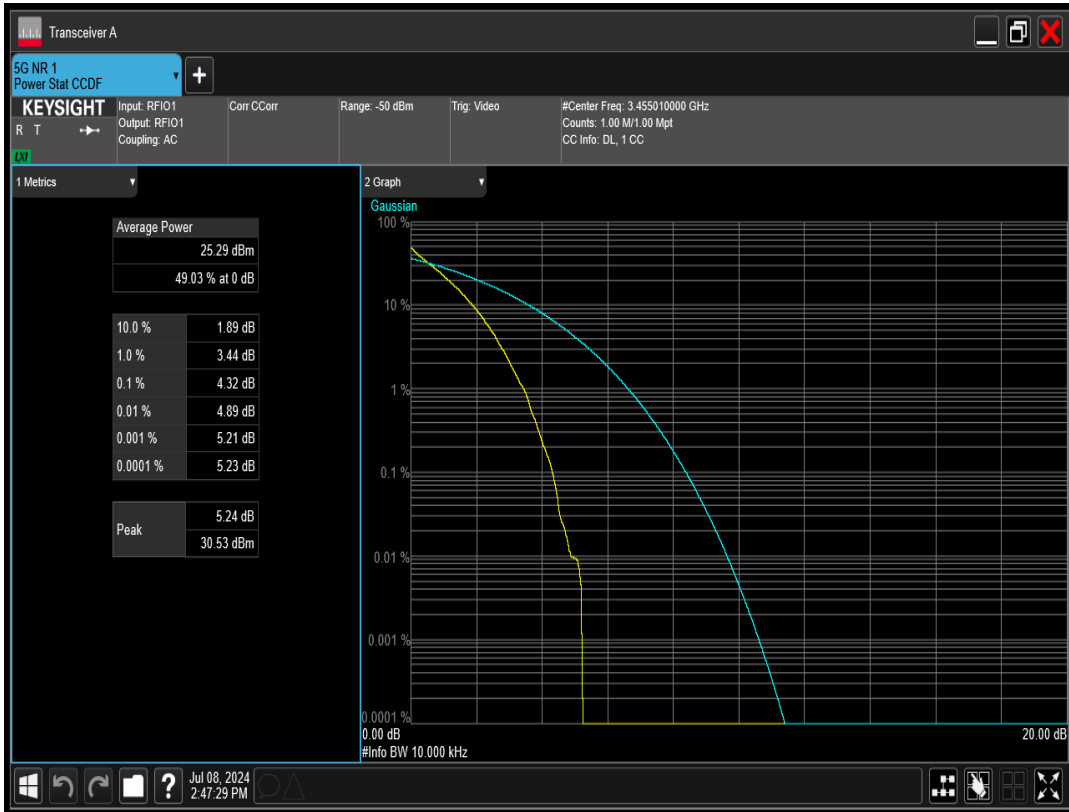 Transceiver A
5G NR 1
Power Stat CCDF
+
KEYSIGHT
R T
LXI
Input: RFIO1
Output: RFIO1
Coupling: AC
Corr CCorr
Range: -50 dBm
Trig: Video
#Center Freq: 3.455010000 GHz
Counts: 1.00 M/1.00 Mpt
CC Info: DL, 1 CC
1 Metrics
Average Power
25.29 dBm
49.03 % at 0 dB
10.0 % 1.89 dB
1.0 % 3.44 dB
0.1 % 4.32 dB
0.01 % 4.89 dB
0.001 % 5.21 dB
0.0001 % 5.23 dB
Peak
5.24 dB
30.53 dBm
2 Graph
Gaussian
100 %
10 %
1 %
0.1 %
0.01 %
0.001 %
0.0001 %
0.00 dB 20.00 dB
#Info BW 10.000 kHz
?
Jul 08, 2024
2:47:29 PM